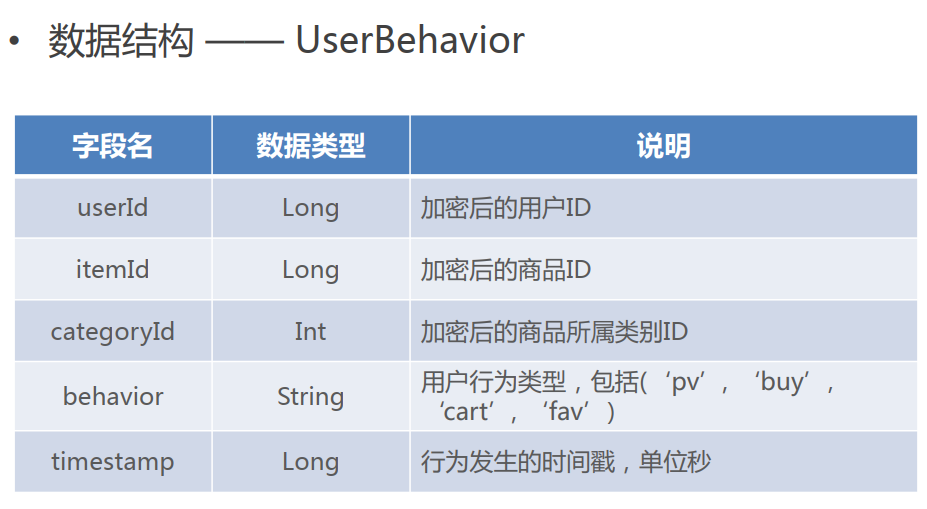 • 数据结构 —— UserBehavior
字段名 数据类型 说明
userId Long 加密后的用户ID
itemId Long 加密后的商品ID
categoryId Int 加密后的商品所属类别ID
behavior String 用户行为类型，包括(‘pv’, ‘buy’,
‘cart’, ‘fav’)
timestamp Long 行为发生的时间戳，单位秒